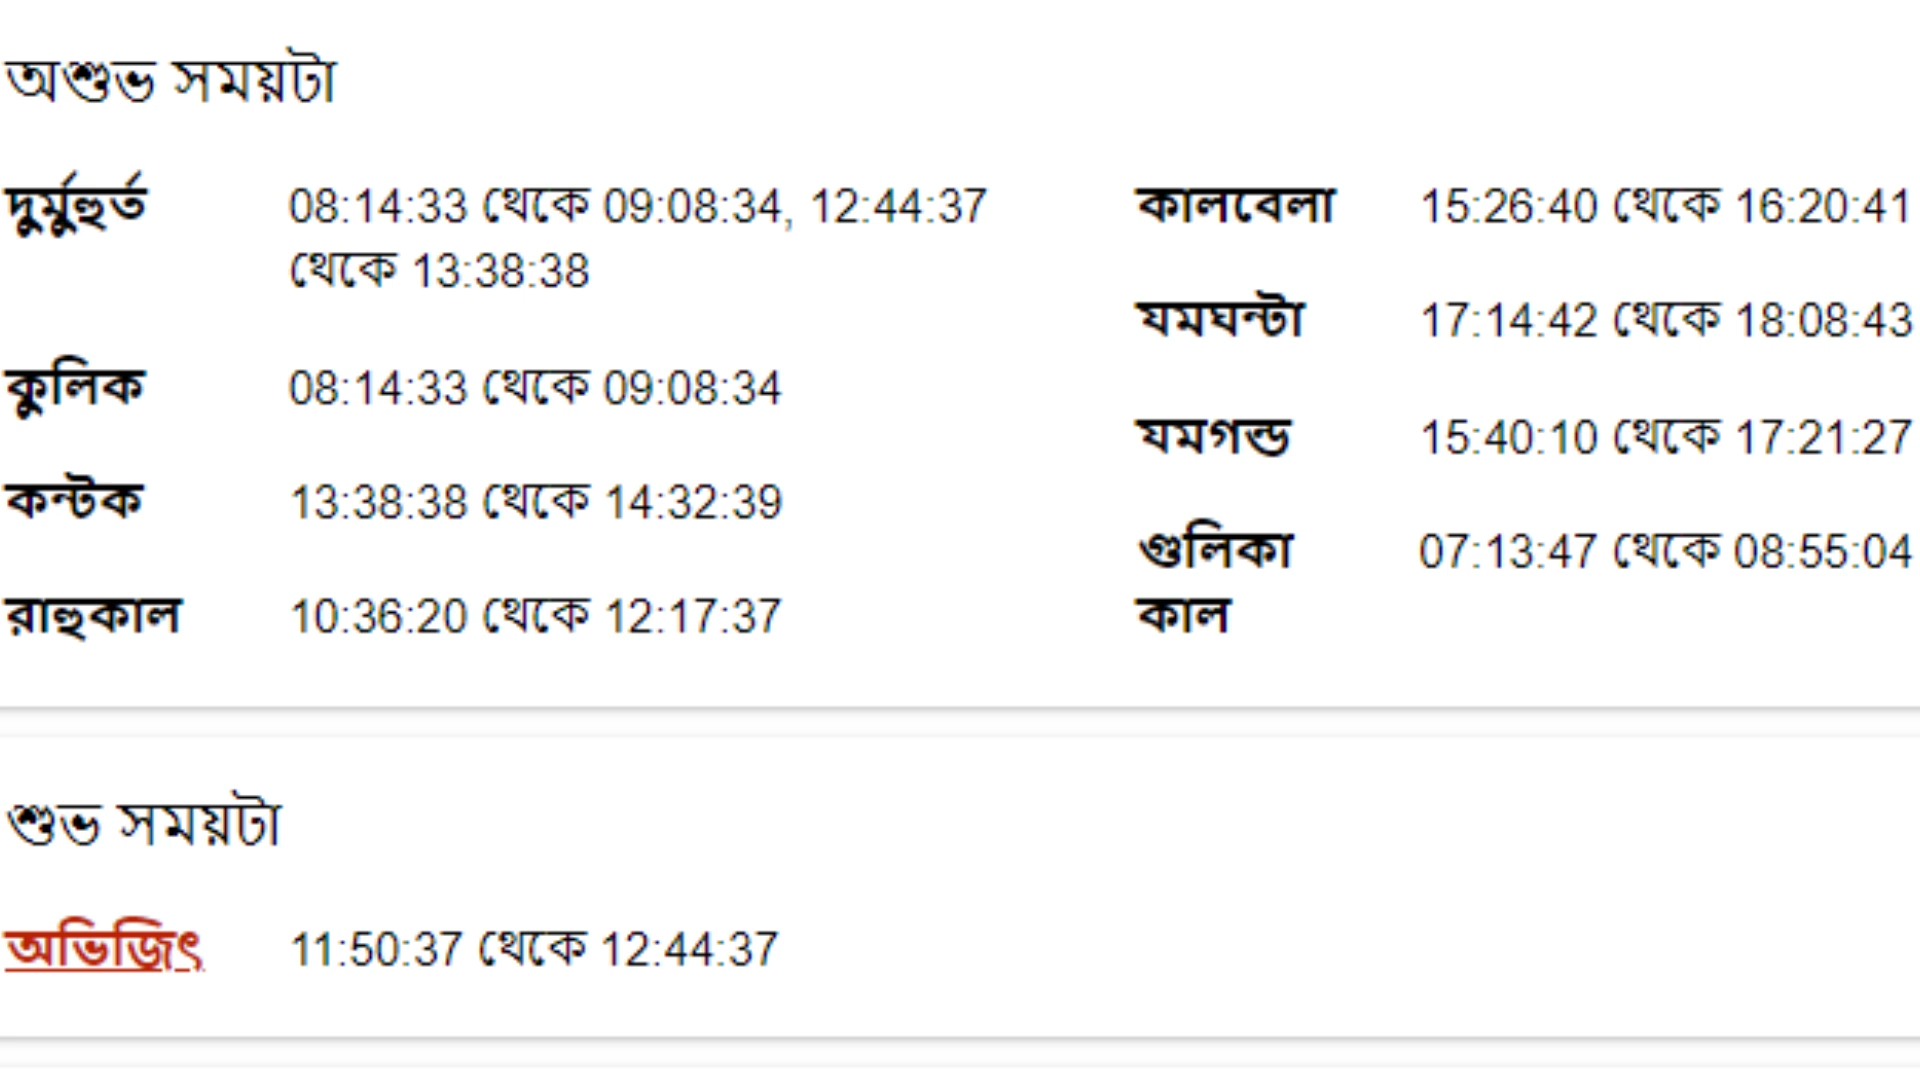 অশুভ সময়টা
দুর্মুহুর্ত 08:14:33 থেকে 09:08:34, 12:44:37
থেকে 13:38:38
কুলিক 08:14:33 থেকে 09:08:34
কন্টক 13:38:38 থেকে 14:32:39
রাহুকাল 10:36:20 থেকে 12:17:37
কালবেলা 15:26:40 থেকে 16:20:41
যমঘন্টা 17:14:42 থেকে 18:08:43
যমগন্ড 15:40:10 থেকে 17:21:27
গুলিকা 07:13:47 থেকে 08:55:04
কাল
শুভ সময়টা
অভিজিৎ 11:50:37 থেকে 12:44:37